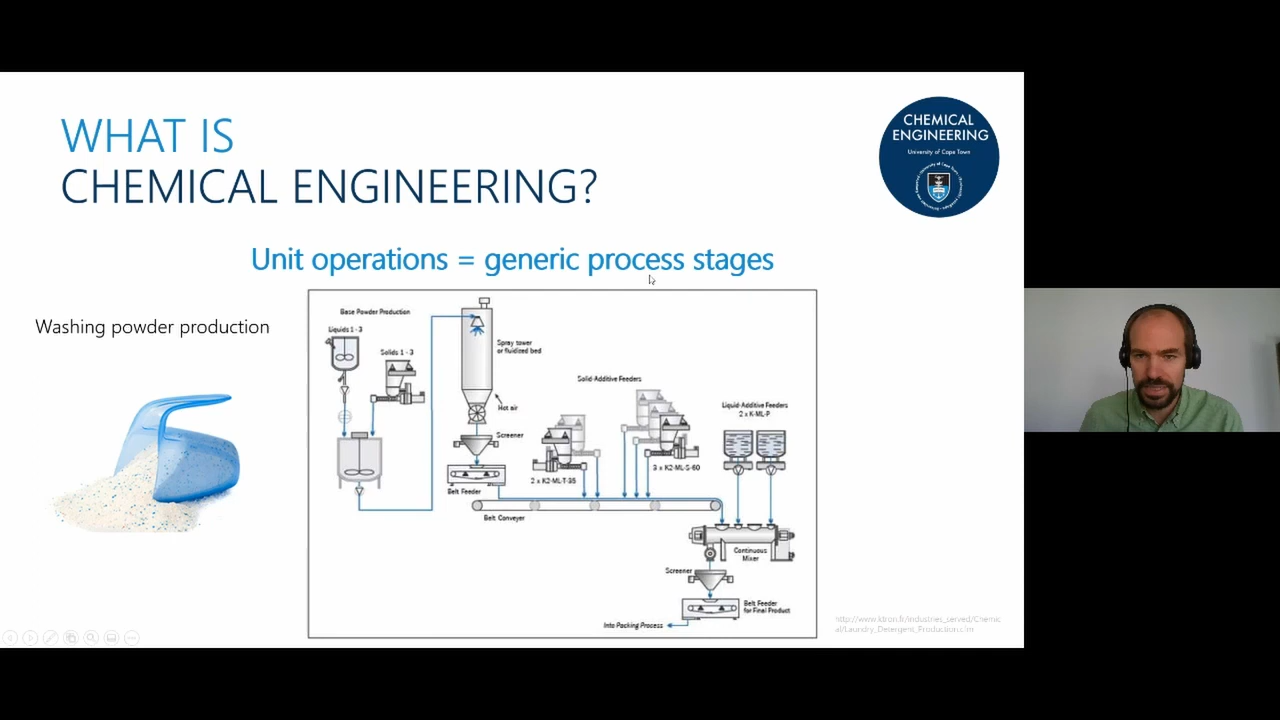 WHAT IS
CHEMICAL ENGINEERING?
CHEMICAL
ENGINEERING
University of Cape Town
Unit operations = generic process stages
Washing powder production
Base Powder Production
Liquids 1 - 3
Solids 1 - 3
Spray tower
or fluidized bed
Hot air
Screener
Belt Feeder
Solid-Additive Feeders
2 x K2-ML-T-35
3 x K2-ML-S-60
Liquid-Additive Feeders
2 x K-ML-P
Belt Conveyer
Continuous
Mixer
Screener
Belt Feeder
for Final Product
Into Packing Process
http://www.ktron.fr/industries_served/Chemic
al/Laundry_Detergent_Production.cfm